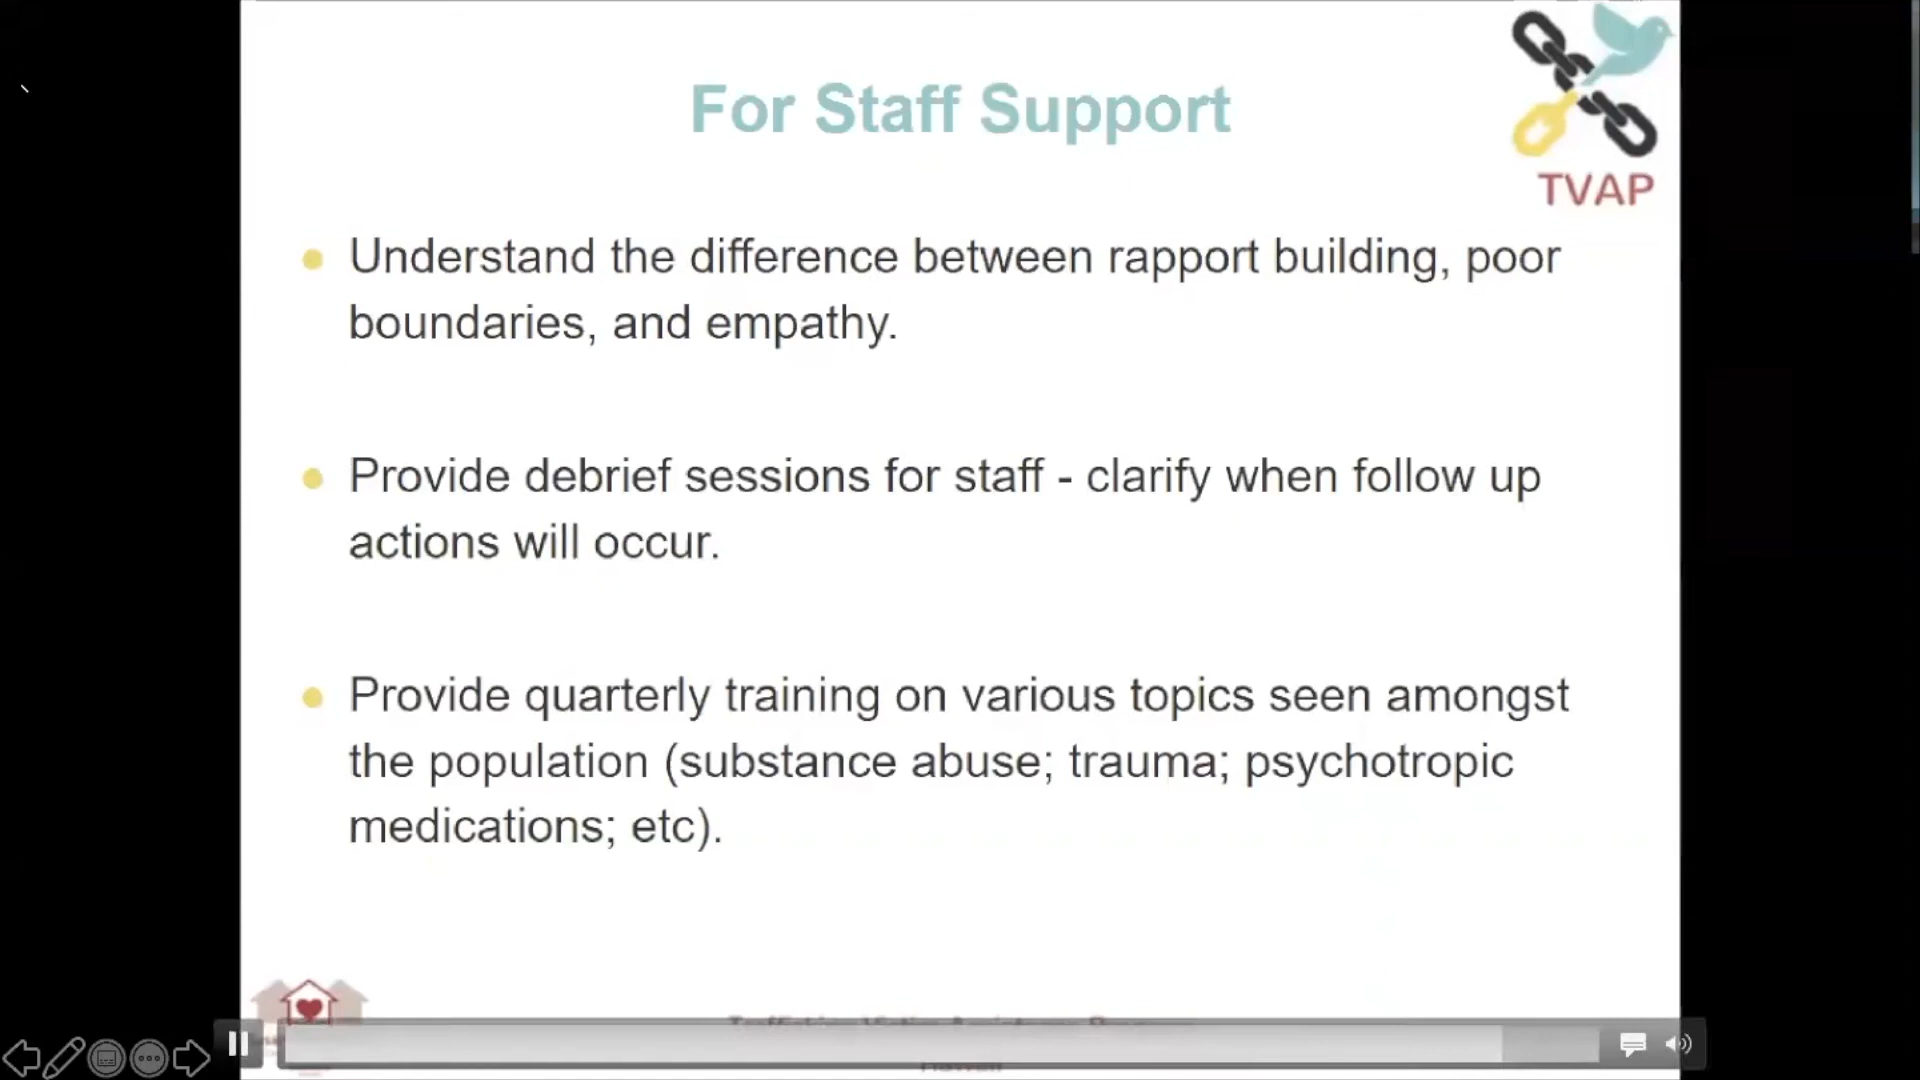 For Staff Support
TVAP
Understand the difference between rapport building, poor
boundaries, and empathy.
Provide debrief sessions for staff - clarify when follow up
actions will occur.
Provide quarterly training on various topics seen amongst
the population (substance abuse; trauma; psychotropic
medications; etc).